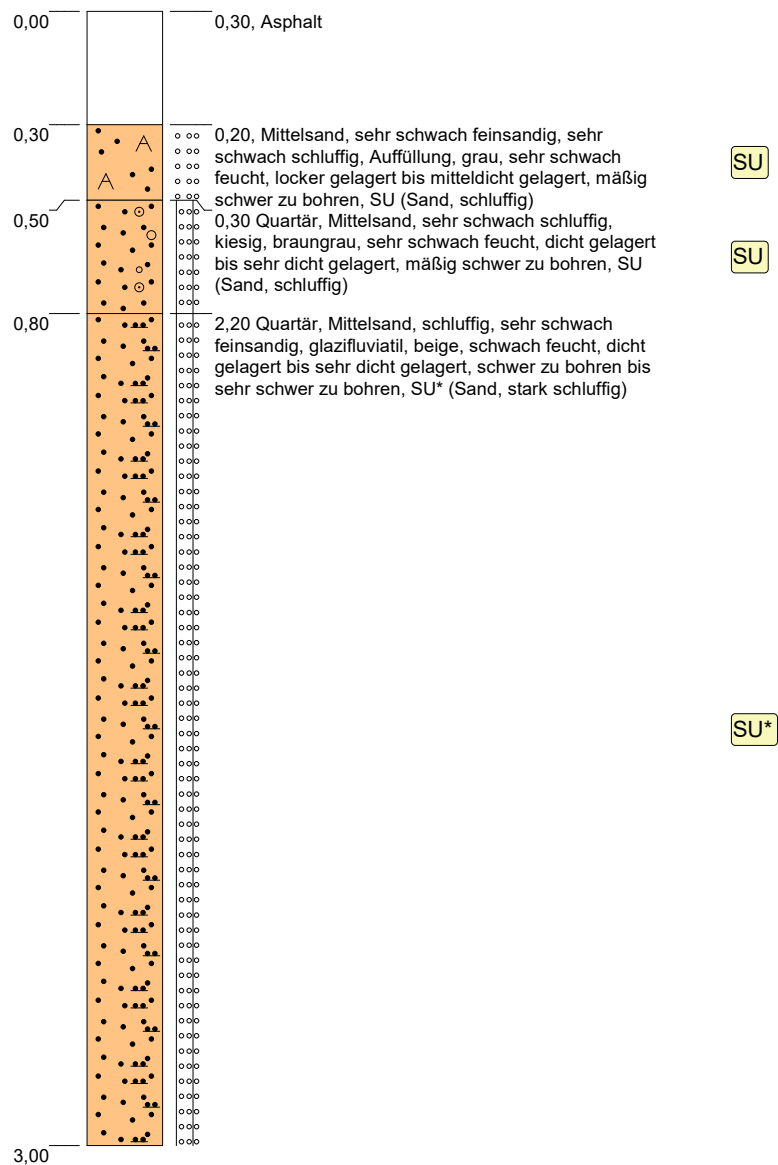 0,00
0,30, Asphalt
0,30
0,20, Mittelsand, sehr schwach feinsandig, sehr
schwach schluffig, Auffüllung, grau, sehr schwach
feucht, locker gelagert bis mitteldicht gelagert, mäßig
schwer zu bohren, SU (Sand, schluffig)
SU
A
A
0,50
0,30 Quartär, Mittelsand, sehr schwach schluffig,
kiesig, braungrau, sehr schwach feucht, dicht gelagert
bis sehr dicht gelagert, mäßig schwer zu bohren, SU
(Sand, schluffig)
SU
0,80
2,20 Quartär, Mittelsand, schluffig, sehr schwach
feinsandig, glazifluviatil, beige, schwach feucht, dicht
gelagert bis sehr dicht gelagert, schwer zu bohren bis
sehr schwer zu bohren, SU* (Sand, stark schluffig)
SU*
3,00